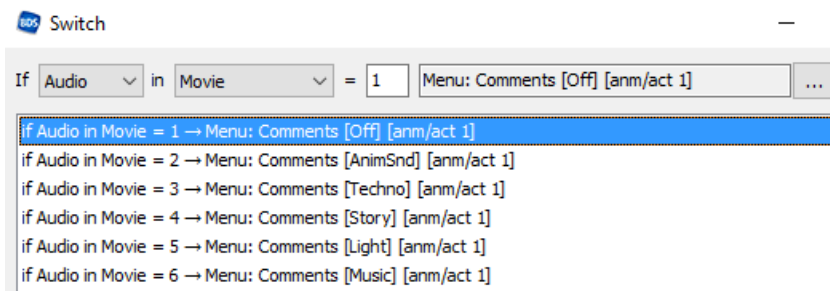 BDS Switch
If Audio in Movie = 1 Menu: Comments [Off] [anm/act 1] ...
if Audio in Movie = 1 → Menu: Comments [Off] [anm/act 1]
if Audio in Movie = 2 → Menu: Comments [AnimSnd] [anm/act 1]
if Audio in Movie = 3 → Menu: Comments [Techno] [anm/act 1]
if Audio in Movie = 4 → Menu: Comments [Story] [anm/act 1]
if Audio in Movie = 5 → Menu: Comments [Light] [anm/act 1]
if Audio in Movie = 6 → Menu: Comments [Music] [anm/act 1]